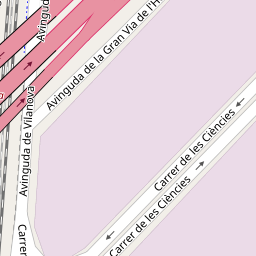 Avingud
Avinguda de la Gran Via de l'H
Avinguda de Vilanova
Carrer de les Ciències
Carrer de les Ciències
Carrer